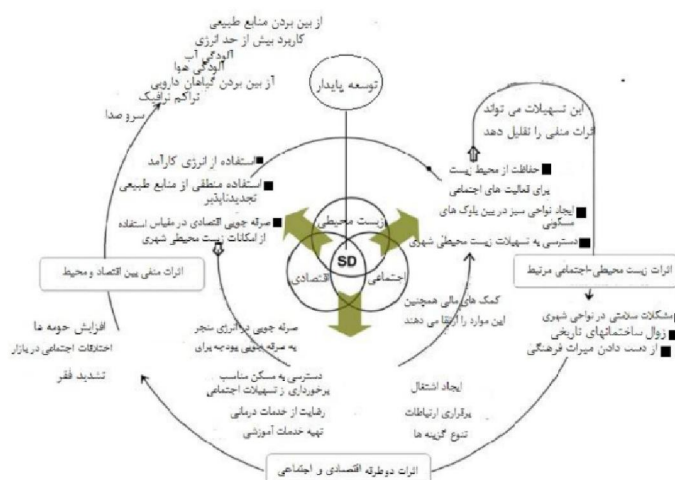 از بین بردن منابع طبیعی
کاربرد بیش از حد انرژی
آلودگی آب
آلودگی هوا
از بین بردن گیاهان دارویی
تراکم ترافیک
سرو صدا
توسعه پایدار
این تسهیلات می تواند
اثرات منفی را تقلیل دهد
حفاظت از محیط زیست
برای فعالیت های اجتماعی
ایجاد نواحی سبز در بین بلوک های
مسکونی
دسترسی به تسهیلات زیست محیطی شهری
استفاده از انرژی کارآمد
استفاده منطقی از منابع طبیعی
تجدیدناپذیر
صرفه جویی اقتصادی در مقیاس استفاده
از امکانات زیست محیطی شهری
زیست محیطی
SD
اقتصادی
اجتماعی
اثرات منفی بین اقتصاد و محیط
اثرات زیست محیطی اجتماعی مرتبط
مشکلات سلامتی در نواحی شهری
زوال ساختمانهای تاریخی
از دست دادن میراث فرهنگی
کمک های مالی همچنین
این موارد را ارتقا می دهند
صرفه جویی در انرژی منجر
به صرفه جویی بودجه برای
دسترسی به مسکن مناسب
برخورداری از تسهیلات اجتماعی
رضایت از خدمات درمانی
تهیه خدمات آموزشی
افزایش حومه ها
اختلافات اجتماعی در بازار
تشدید فقر
ایجاد اشتغال
برقراری ارتباطات
تنوع گزینه ها
اثرات دوطرفه اقتصادی و اجتماعی